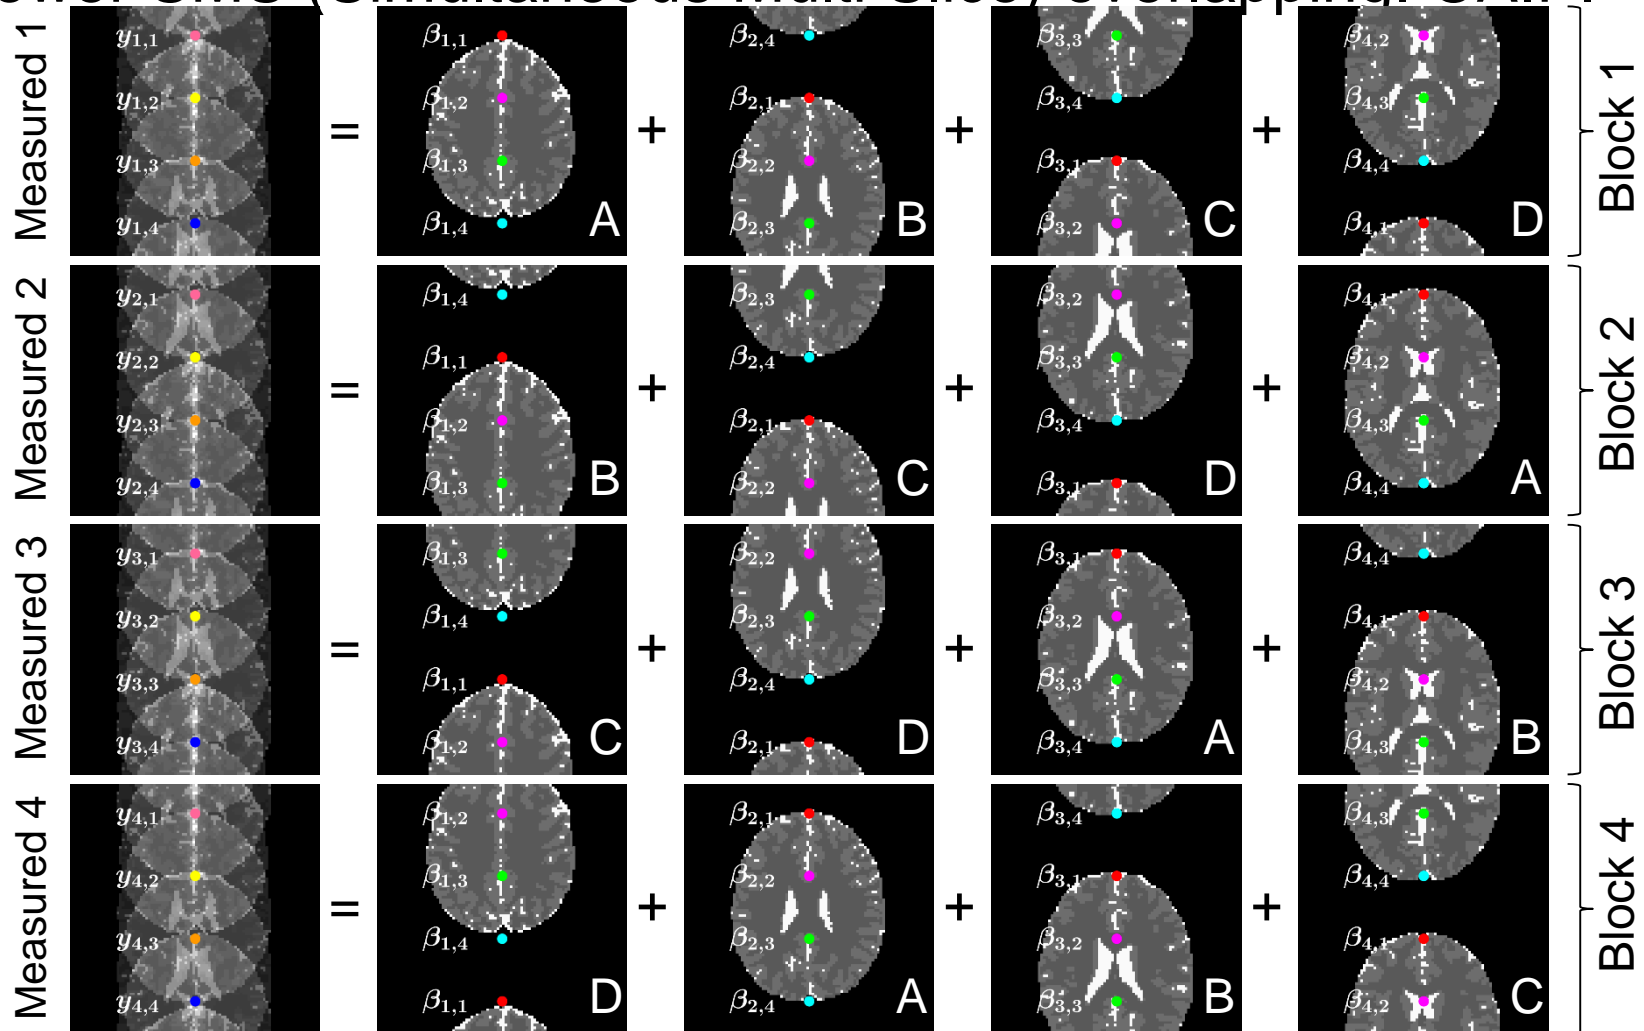 Measured 1
y1,1
y1,2
y1,3
y1,4
=
β1,1
β1,2
β1,3
β1,4
A
+
β2,4
β2,1
β2,2
β2,3
B
+
β3,3
β3,4
β3,1
β3,2
C
+
β4,2
β4,3
β4,4
β4,1
D
Block 1
Measured 2
y2,1
y2,2
y2,3
y2,4
=
β1,4
β1,1
β1,2
β1,3
B
+
β2,3
β2,4
β2,1
β2,2
C
+
β3,2
β3,3
β3,4
β3,1
D
+
β4,1
β4,2
β4,3
β4,4
A
Block 2
Measured 3
y3,1
y3,2
y3,3
y3,4
=
β1,3
β1,4
β1,1
β1,2
C
+
β2,2
β2,3
β2,4
β2,1
D
+
β3,1
β3,2
β3,3
β3,4
A
+
β4,4
β4,1
β4,2
β4,3
B
Block 3
Measured 4
y4,1
y4,2
y4,3
y4,4
=
β1,2
β1,3
β1,4
β1,1
D
+
β2,1
β2,2
β2,3
β2,4
A
+
β3,4
β3,1
β3,2
β3,3
B
+
β4,3
β4,4
β4,1
β4,2
C
Block 4